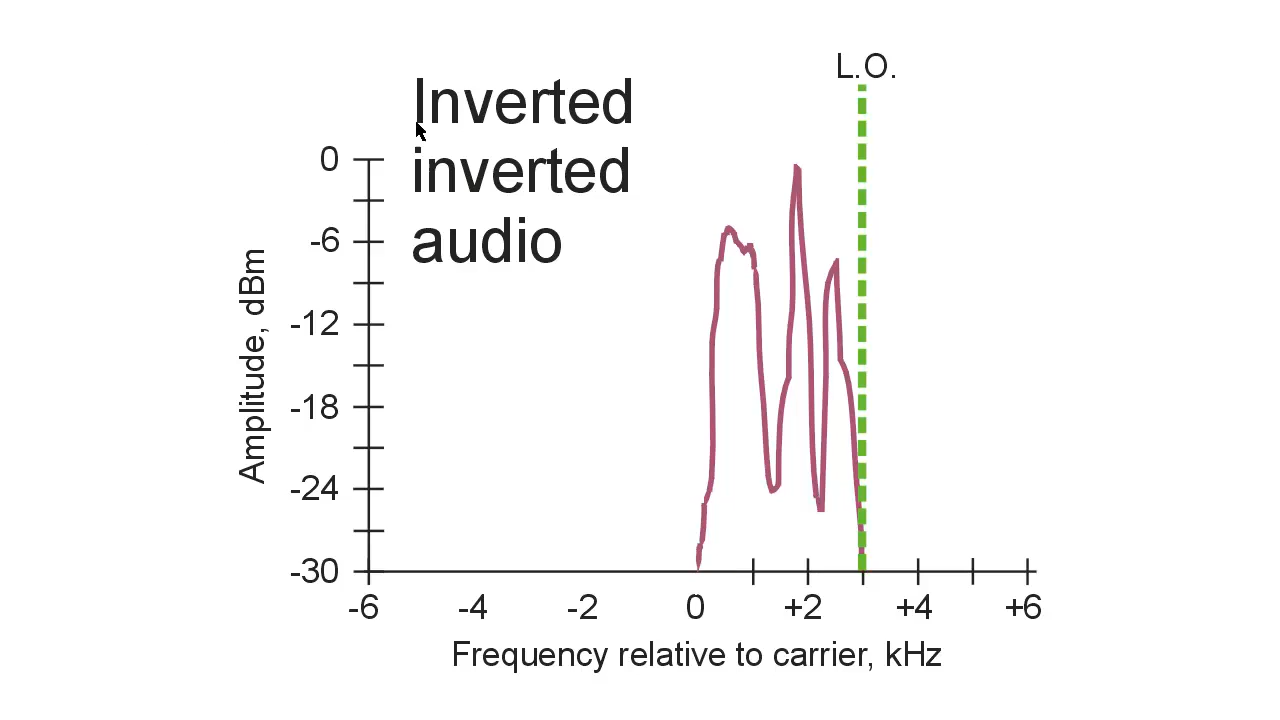 L.O.
Inverted
inverted
audio
0
-6
-12
-18
-24
-30
Amplitude, dBm
-6 -4 -2 0 +2 +4 +6
Frequency relative to carrier, kHz